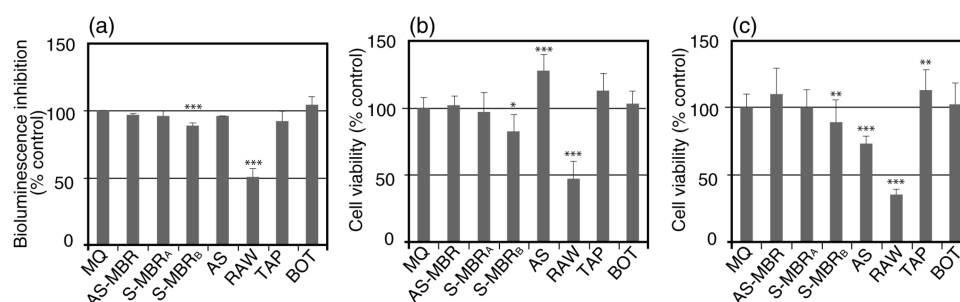 (a)
Bioluminescence inhibition
(% control)
150
100
50
0
***
***
MQ
AS-MBR
S-MBRA
S-MBRB
AS
RAW
TAP
BOT
(b)
Cell viability (% control)
150
100
50
0
*
***
***
MQ
AS-MBR
S-MBRA
S-MBRB
AS
RAW
TAP
BOT
(c)
Cell viability (% control)
150
100
50
0
**
***
***
**
MQ
AS-MBR
S-MBRA
S-MBRB
AS
RAW
TAP
BOT